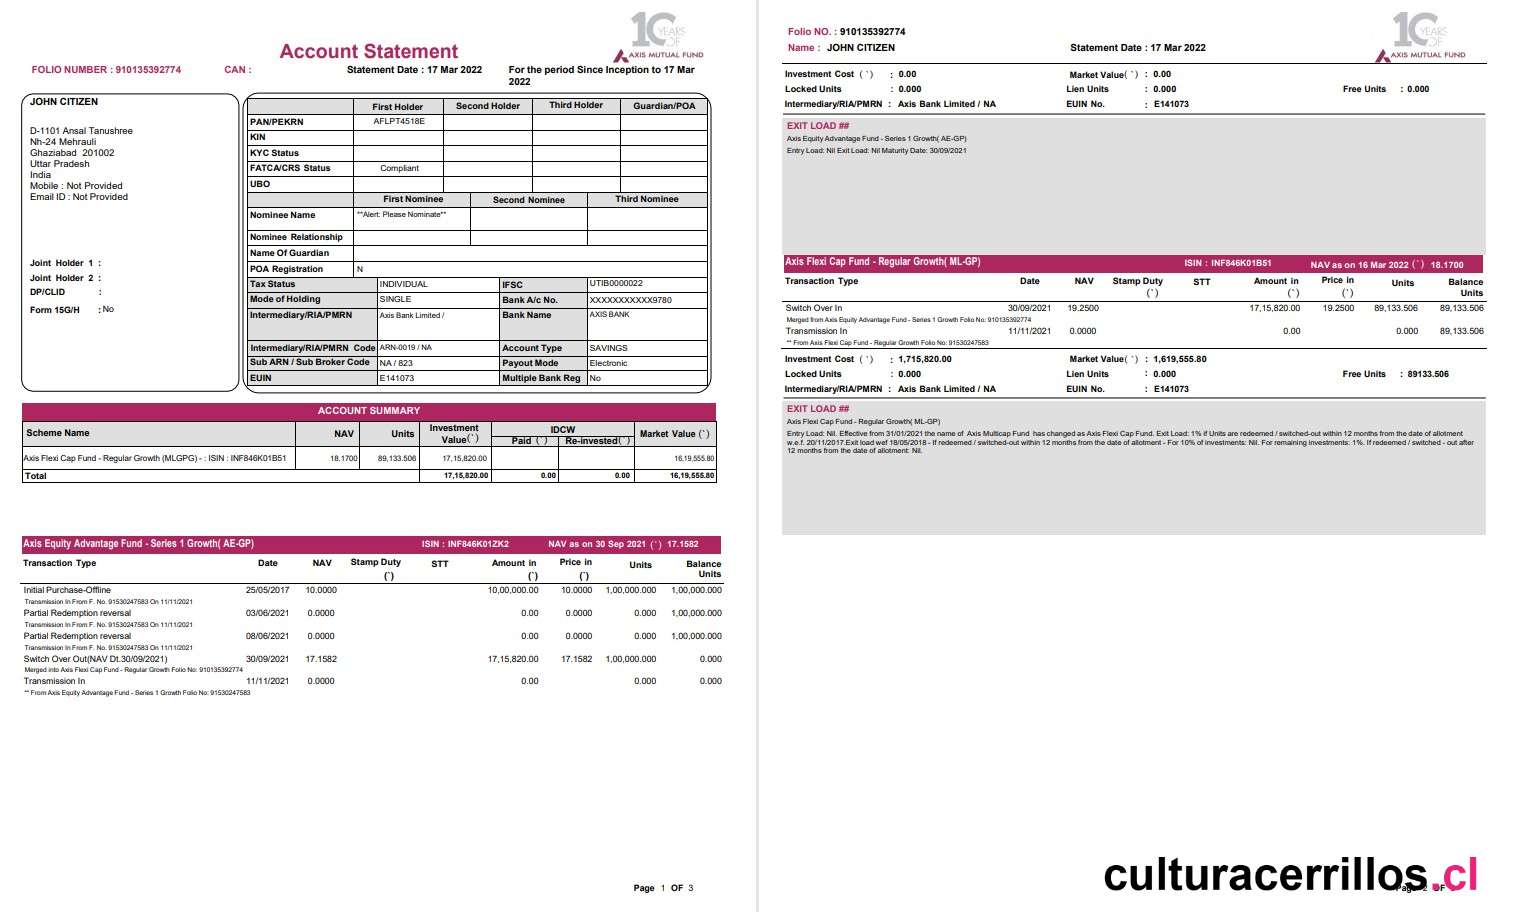 10 YEARS OF
AXIS MUTUAL FUND
Account Statement
FOLIO NUMBER : 910135392774 CAN : Statement Date : 17 Mar 2022 For the period Since Inception to 17 Mar
2022
JOHN CITIZEN
D-1101 Ansal Tanushree
Nh-24 Mehrauli
Ghaziabad 201002
Uttar Pradesh
India
Mobile : Not Provided
Email ID : Not Provided
Joint Holder 1 :
Joint Holder 2 :
DP/CLID :
Form 15G/H : No
First Holder Second Holder Third Holder Guardian/POA
PAN/PEKRN AFLPT4518E
KIN
KYC Status
FATCA/CRS Status Compliant
UBO
First Nominee Second Nominee Third Nominee
Nominee Name **Alert: Please Nominate**
Nominee Relationship
Name Of Guardian
POA Registration N
Tax Status INDIVIDUAL IFSC UTIB0000022
Mode of Holding SINGLE Bank A/c No. XXXXXXXXXXX9780
Intermediary/RIA/PMRN Axis Bank Limited / Bank Name AXIS BANK
Intermediary/RIA/PMRN Code ARN-0019 / NA Account Type SAVINGS
Sub ARN / Sub Broker Code NA / 823 Payout Mode Electronic
EUIN E141073 Multiple Bank Reg No
ACCOUNT SUMMARY
Scheme Name NAV Units Investment Value(`) IDCW Market Value (`)
Paid (`) Re-invested(`)
Axis Flexi Cap Fund - Regular Growth (MLGPG) - : ISIN : INF846K01B51 18.1700 89,133.506 17,15,820.00 16,19,555.80
Total 17,15,820.00 0.00 0.00 16,19,555.80
Axis Equity Advantage Fund - Series 1 Growth( AE-GP) ISIN : INF846K01ZK2 NAV as on 30 Sep 2021 (`) 17.1582
Transaction Type Date NAV Stamp Duty (`) STT Amount in (`) Price in (`) Units Balance Units
Initial Purchase-Offline 25/05/2017 10.0000 10,00,000.00 10.0000 1,00,000.000 1,00,000.000
Transmission In From F. No. 91530247583 On 11/11/2021
Partial Redemption reversal 03/06/2021 0.0000 0.00 0.0000 0.000 1,00,000.000
Transmission In From F. No. 91530247583 On 11/11/2021
Partial Redemption reversal 08/06/2021 0.0000 0.00 0.0000 0.000 1,00,000.000
Transmission In From F. No. 91530247583 On 11/11/2021
Switch Over Out(NAV Dt.30/09/2021) 30/09/2021 17.1582 17,15,820.00 17.1582 1,00,000.000 0.000
Merged into Axis Flexi Cap Fund - Regular Growth Folio No: 910135392774
Transmission In 11/11/2021 0.0000 0.00 0.000 0.000
** From Axis Equity Advantage Fund - Series 1 Growth Folio No: 91530247583
Page 1 OF 3
10 YEARS OF
AXIS MUTUAL FUND
Folio NO. : 910135392774
Name : JOHN CITIZEN Statement Date : 17 Mar 2022
Investment Cost (`) : 0.00 Market Value(`) : 0.00
Locked Units : 0.000 Lien Units : 0.000 Free Units : 0.000
Intermediary/RIA/PMRN : Axis Bank Limited / NA EUIN No. : E141073
EXIT LOAD ##
Axis Equity Advantage Fund - Series 1 Growth( AE-GP)
Entry Load: Nil Exit Load: Nil Maturity Date: 30/09/2021
Axis Flexi Cap Fund - Regular Growth( ML-GP) ISIN : INF846K01B51 NAV as on 16 Mar 2022 (`) 18.1700
Transaction Type Date NAV Stamp Duty (`) STT Amount in (`) Price in (`) Units Balance Units
Switch Over In 30/09/2021 19.2500 17,15,820.00 19.2500 89,133.506 89,133.506
Merged from Axis Equity Advantage Fund - Series 1 Growth Folio No: 910135392774
Transmission In 11/11/2021 0.0000 0.00 0.000 89,133.506
** From Axis Flexi Cap Fund - Regular Growth Folio No: 91530247583
Investment Cost (`) : 1,715,820.00 Market Value(`) : 1,619,555.80
Locked Units : 0.000 Lien Units : 0.000 Free Units : 89133.506
Intermediary/RIA/PMRN : Axis Bank Limited / NA EUIN No. : E141073
EXIT LOAD ##
Axis Flexi Cap Fund - Regular Growth( ML-GP)
Entry Load: Nil. Effective from 31/01/2021 the name of Axis Multicap Fund has changed as Axis Flexi Cap Fund. Exit Load: 1% if Units are redeemed / switched-out within 12 months from the date of allotment
w.e.f. 20/11/2017.Exit load wef 18/05/2018 - If redeemed / switched-out within 12 months from the date of allotment - For 10% of investments: Nil. For remaining investments: 1%. If redeemed / switched - out after
12 months from the date of allotment: Nil.
culturacerrillos.cl